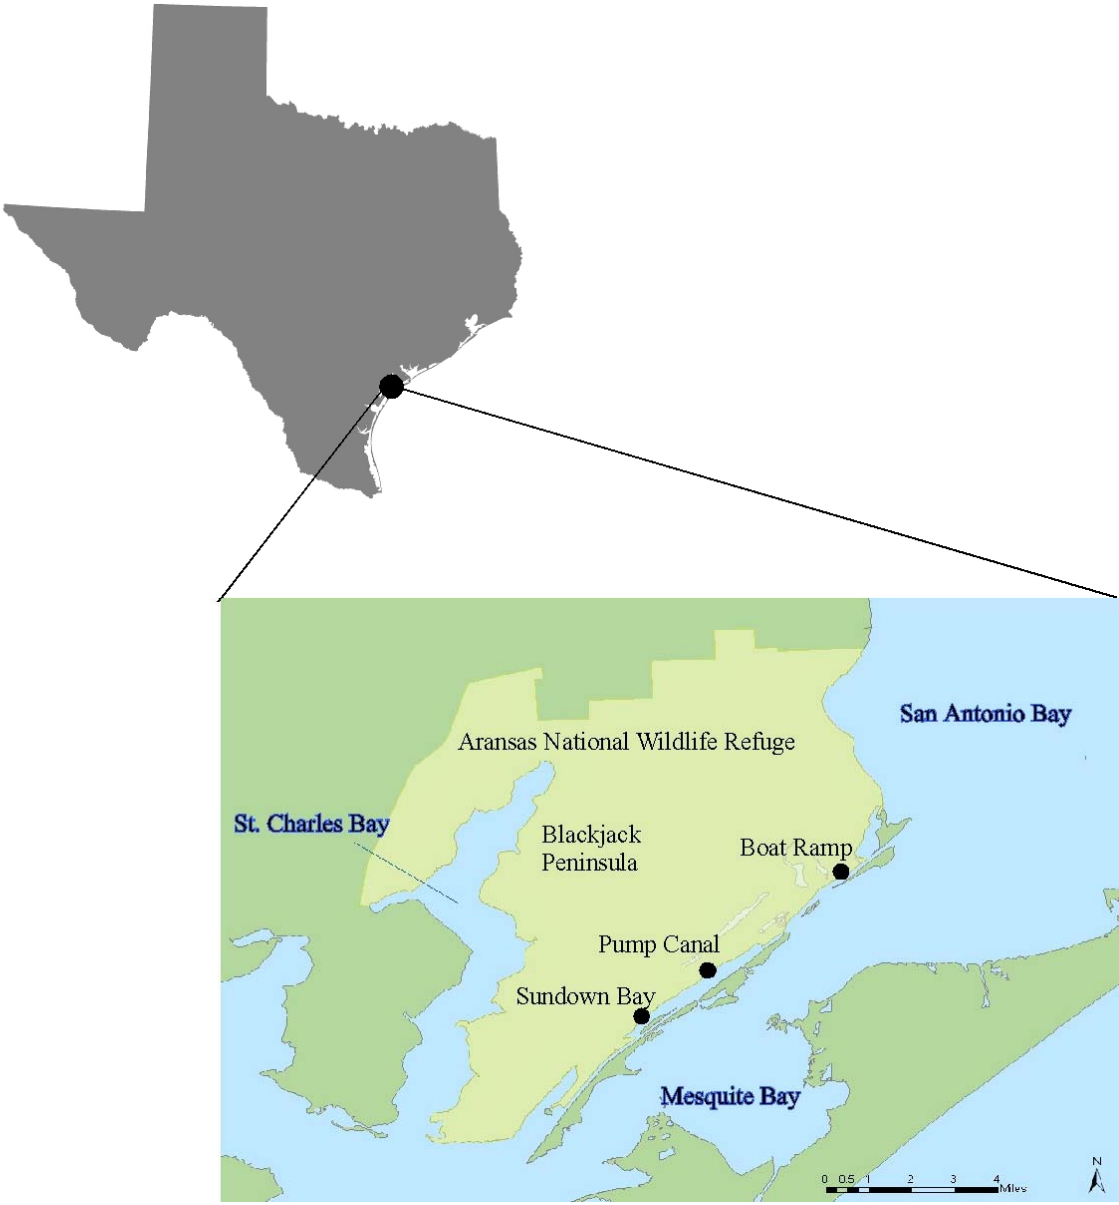 San Antonio Bay
Aransas National Wildlife Refuge
St. Charles Bay
Blackjack
Peninsula
Boat Ramp
Pump Canal
Sundown Bay
Mesquite Bay
N
0 0.5 1 2 3 4
Miles